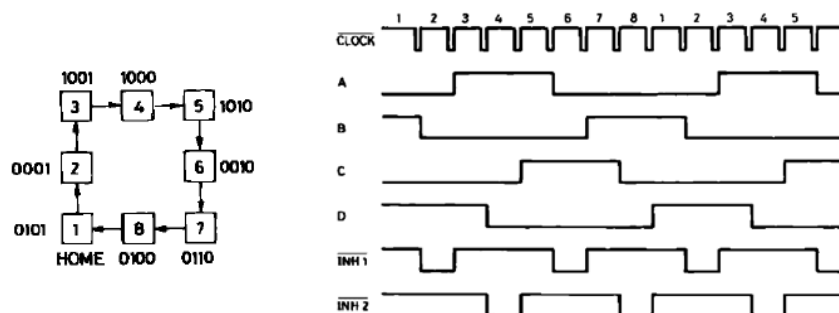 1001 1000
3 4 5 1010
0001 2 6 0010
0101 1 8 7
HOME 0100 0110
1 2 3 4 5 6 7 8 1 2 3 4 5
CLOCK
A
B
C
D
INH 1
INH 2